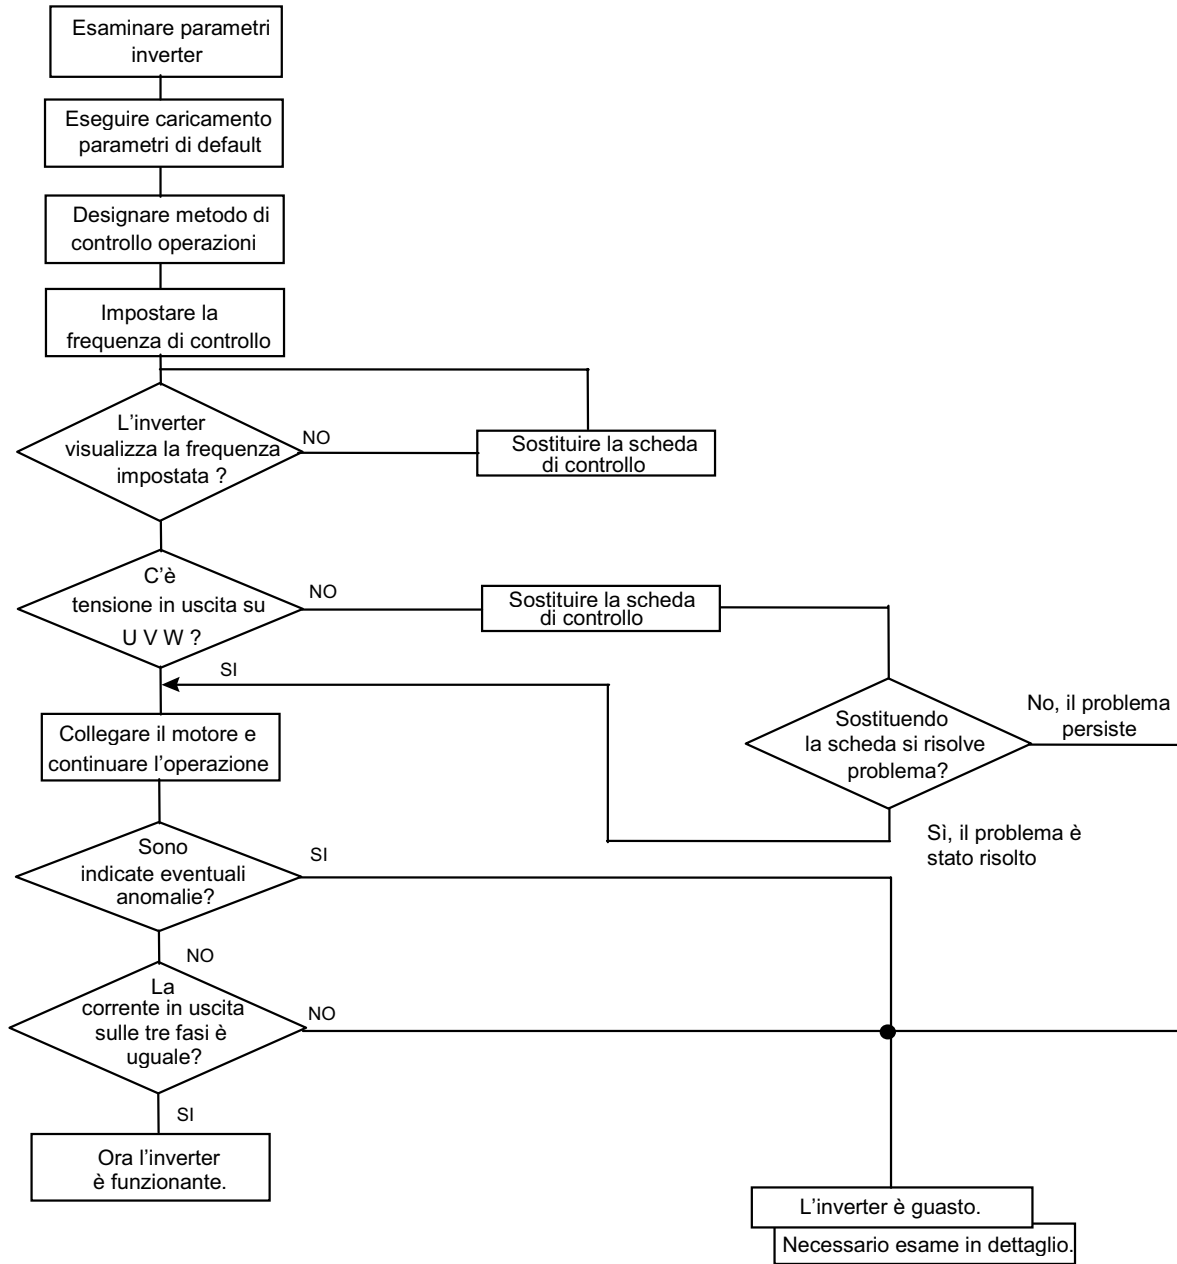 Esaminare parametri
inverter
Eseguire caricamento
parametri di default
Designare metodo di
controllo operazioni
Impostare la
frequenza di controllo
L'inverter
visualizza la frequenza
impostata ?
NO
Sostituire la scheda
di controllo
C'è
tensione in uscita su
U V W ?
NO
Sostituire la scheda
di controllo
SI
Sostituendo
la scheda si risolve
problema?
No, il problema
persiste
Sì, il problema è
stato risolto
Collegare il motore e
continuare l'operazione
Sono
indicate eventuali
anomalie?
SI
NO
La
corrente in uscita
sulle tre fasi è
uguale?
NO
SI
Ora l'inverter
è funzionante.
L'inverter è guasto.
Necessario esame in dettaglio.